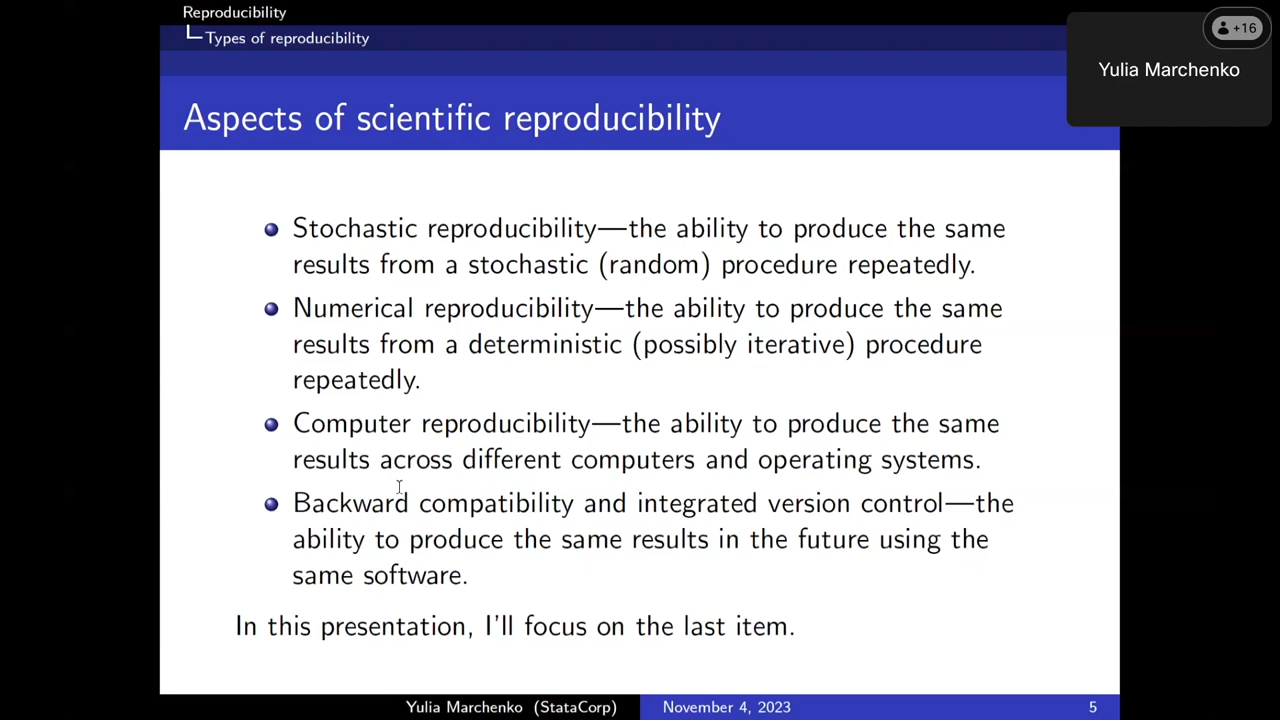 Reproducibility
Types of reproducibility
+16
Yulia Marchenko
Aspects of scientific reproducibility
Stochastic reproducibility—the ability to produce the same
results from a stochastic (random) procedure repeatedly.
Numerical reproducibility—the ability to produce the same
results from a deterministic (possibly iterative) procedure
repeatedly.
Computer reproducibility—the ability to produce the same
results across different computers and operating systems.
Backward compatibility and integrated version control—the
ability to produce the same results in the future using the
same software.
In this presentation, I'll focus on the last item.
Yulia Marchenko (StataCorp)
November 4, 2023
5